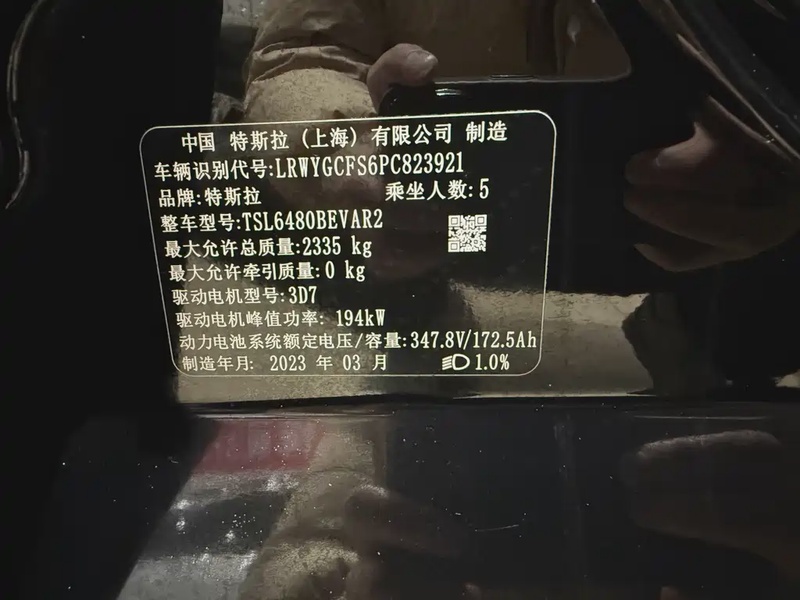 中国 特斯拉 (上海) 有限公司 制造
车辆识别代号:LRWYGCFS6PC823921
品牌:特斯拉 乘坐人数:5
整车型号:TSL6480BEVAR2
最大允许总质量:2335 kg
最大允许牵引质量:0 kg
驱动电机型号:3D7
驱动电机峰值功率: 194kW
动力电池系统额定电压/容量:347.8V/172.5Ah
制造年月: 2023 年 03 月 1.0%